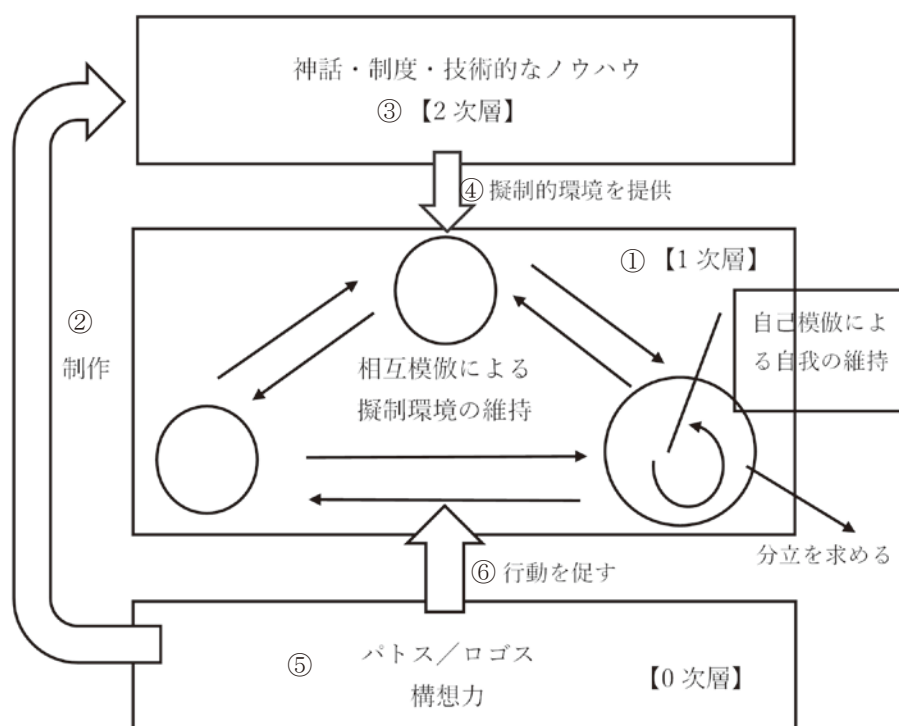 神話・制度・技術的なノウハウ
③【2 次層】
④ 擬制的環境を提供
①【1 次層】
②
制作
自己模倣によ
る自我の維持
相互模倣による
擬制環境の維持
分立を求める
⑥ 行動を促す
⑤ パトス／ロゴス
構想力
【0 次層】